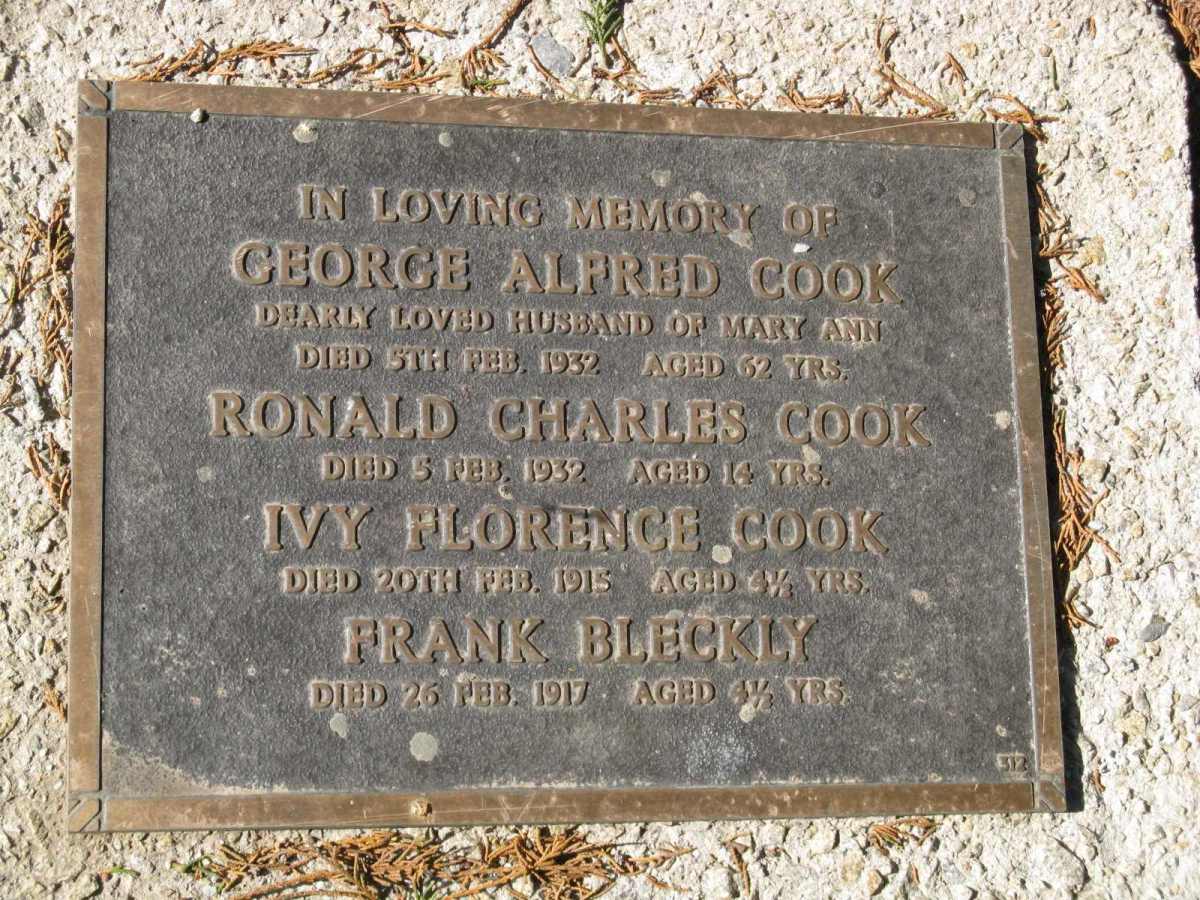 IN LOVING MEMORY OF
GEORGE ALFRED COOK
DEARLY LOVED HUSBAND OF MARY ANN
DIED 5TH FEB. 1932 AGED 62 YRS.
RONALD CHARLES COOK
DIED 5 FEB. 1932 AGED 14 YRS.
IVY FLORENCE COOK
DIED 20TH FEB. 1915 AGED 4½ YRS.
FRANK BLECKLY
DIED 26 FEB. 1917 AGED 4½ YRS.
312